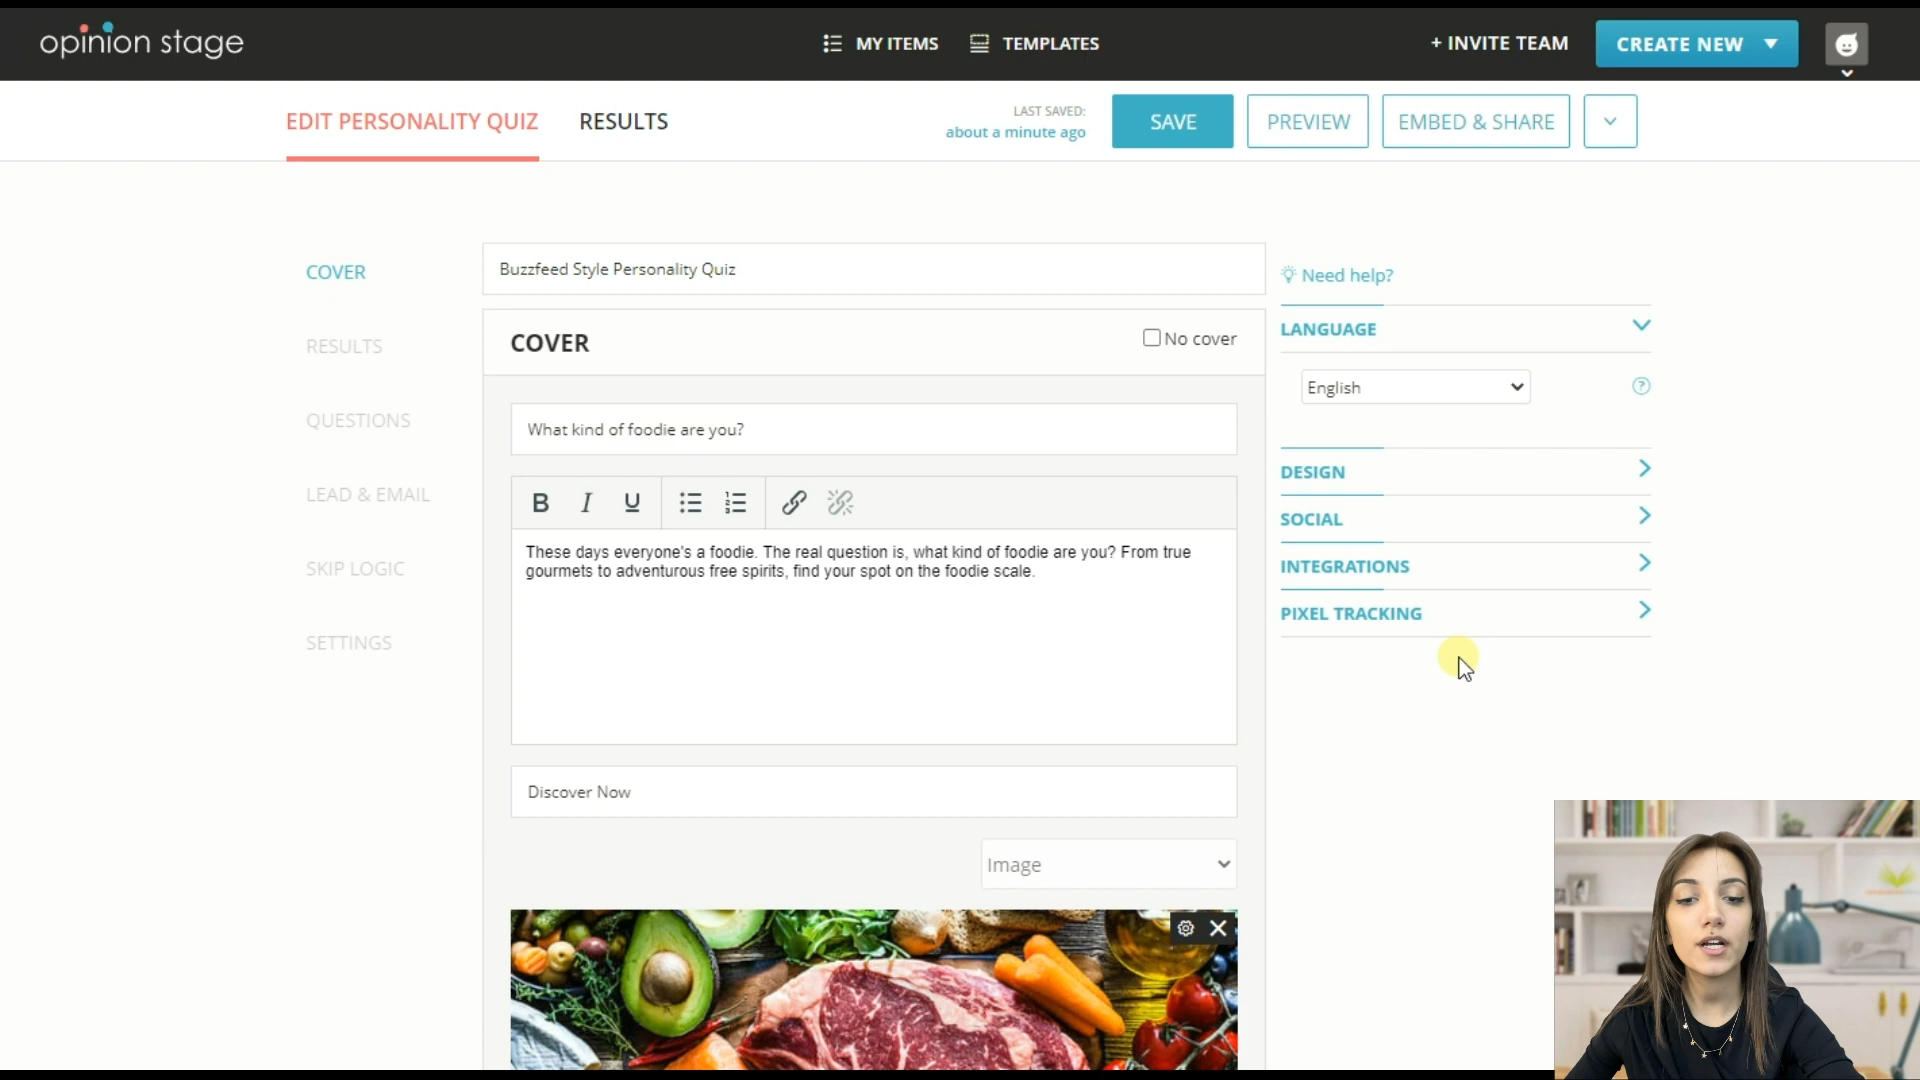 opinion stage
MY ITEMS
TEMPLATES
+ INVITE TEAM
CREATE NEW
EDIT PERSONALITY QUIZ
RESULTS
LAST SAVED:
about a minute ago
SAVE
PREVIEW
EMBED & SHARE
COVER
RESULTS
QUESTIONS
LEAD & EMAIL
SKIP LOGIC
SETTINGS
Buzzfeed Style Personality Quiz
COVER
No cover
What kind of foodie are you?
B I U
These days everyone's a foodie. The real question is, what kind of foodie are you? From true
gourmets to adventurous free spirits, find your spot on the foodie scale.
Discover Now
Image
Need help?
LANGUAGE
English
?
DESIGN
SOCIAL
INTEGRATIONS
PIXEL TRACKING